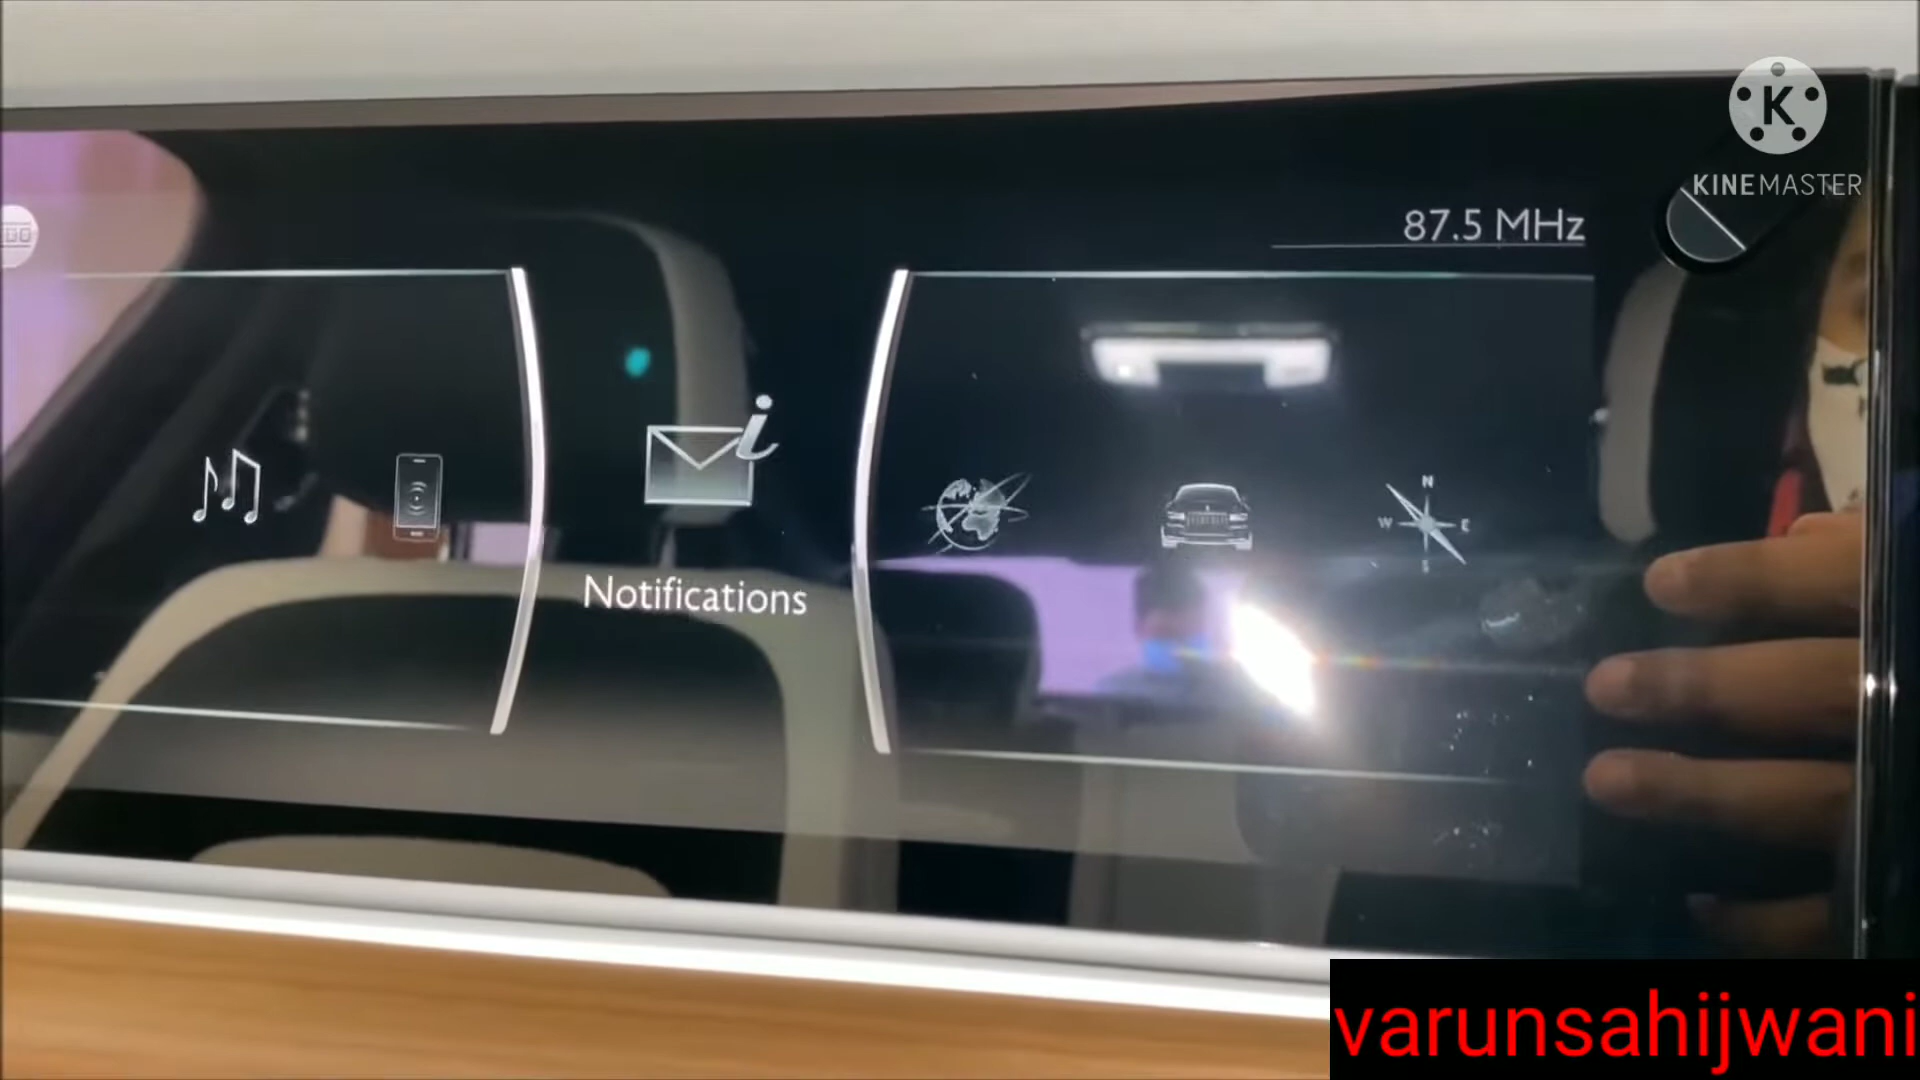 K
KINEMASTER
87.5 MHz
N
W E
S
Notifications
varunsahijwani